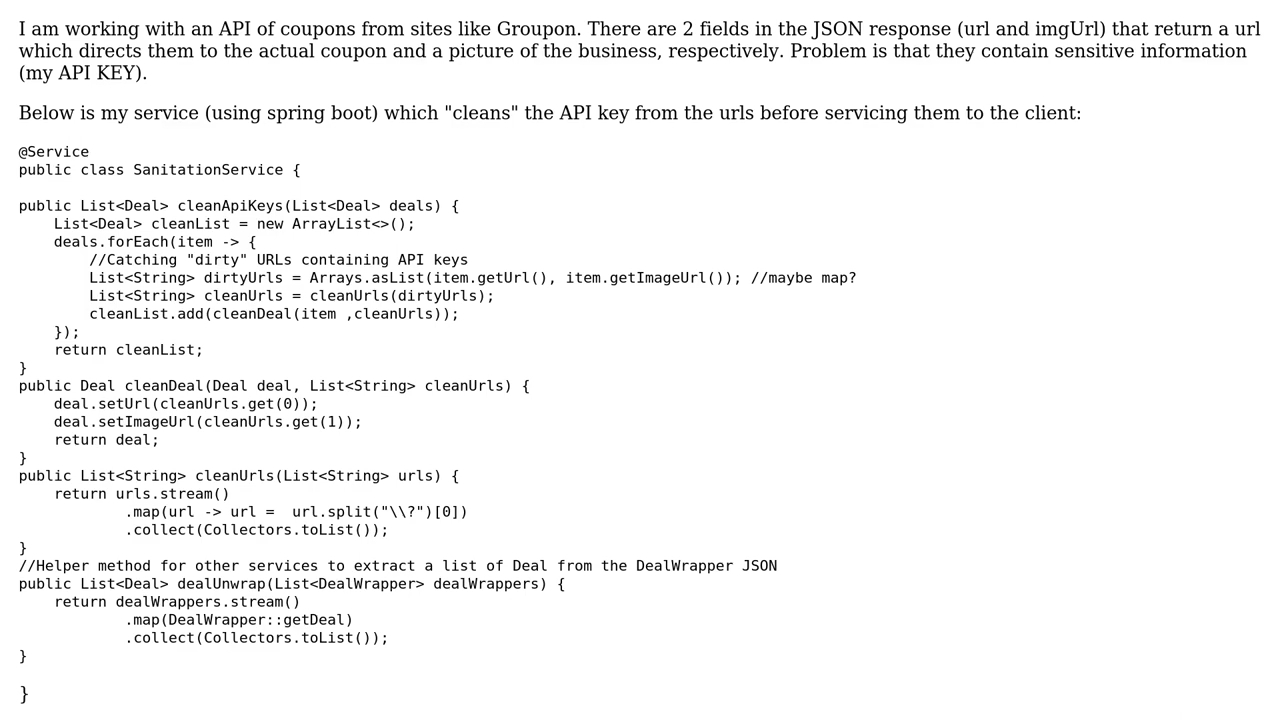 I am working with an API of coupons from sites like Groupon. There are 2 fields in the JSON response (url and imgUrl) that return a url
which directs them to the actual coupon and a picture of the business, respectively. Problem is that they contain sensitive information
(my API KEY).
Below is my service (using spring boot) which "cleans" the API key from the urls before servicing them to the client:
@Service
public class SanitationService {
public List<Deal> cleanApiKeys(List<Deal> deals) {
    List<Deal> cleanList = new ArrayList<>();
    deals.forEach(item -> {
        //Catching "dirty" URLs containing API keys
        List<String> dirtyUrls = Arrays.asList(item.getUrl(), item.getImageUrl()); //maybe map?
        List<String> cleanUrls = cleanUrls(dirtyUrls);
        cleanList.add(cleanDeal(item ,cleanUrls));
    });
    return cleanList;
}
public Deal cleanDeal(Deal deal, List<String> cleanUrls) {
    deal.setUrl(cleanUrls.get(0));
    deal.setImageUrl(cleanUrls.get(1));
    return deal;
}
public List<String> cleanUrls(List<String> urls) {
    return urls.stream()
            .map(url -> url =  url.split("\\?")[0])
            .collect(Collectors.toList());
}
//Helper method for other services to extract a list of Deal from the DealWrapper JSON
public List<Deal> dealUnwrap(List<DealWrapper> dealWrappers) {
    return dealWrappers.stream()
            .map(DealWrapper::getDeal)
            .collect(Collectors.toList());
}
}